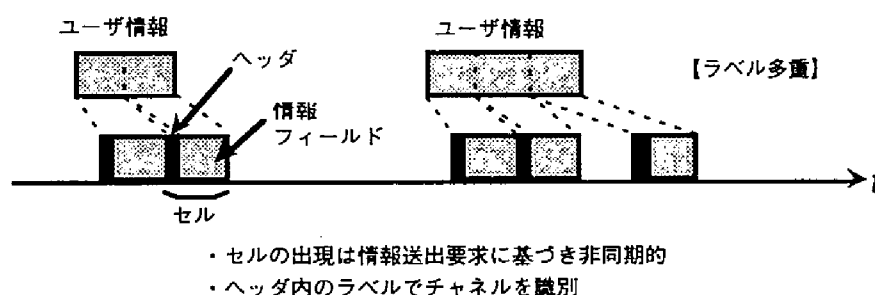 ユーザ情報
ユーザ情報
ヘッダ
【ラベル多重】
情報
フィールド
セル
・セルの出現は情報送出要求に基づき非同期的
・ヘッダ内のラベルでチャネルを識別